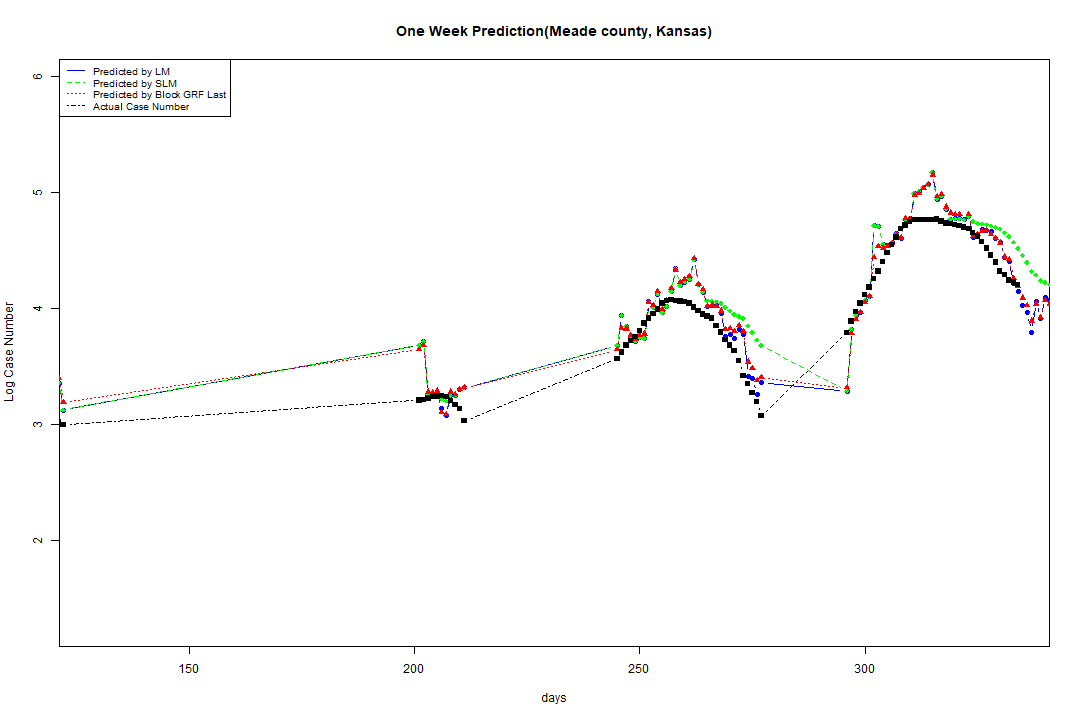 One Week Prediction(Meade county, Kansas)
Predicted by LM
Predicted by SLM
Predicted by Block GRF Last
Actual Case Number
Log Case Number
6
5
4
3
2
150
200
250
300
days